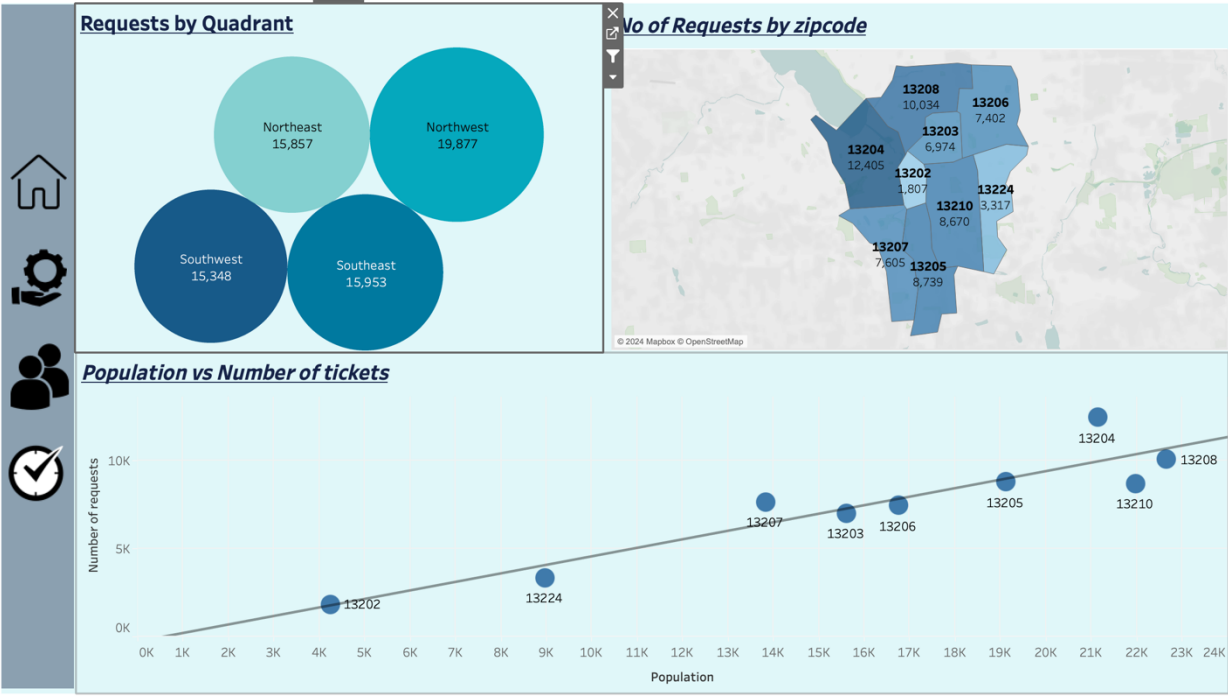 Requests by Quadrant
Northeast
15,857
Northwest
19,877
Southwest
15,348
Southeast
15,953
No of Requests by zipcode
13208
10,034
13206
7,402
13203
6,974
13204
12,405
13202
1,807
13224
3,317
13210
8,670
13207
7,605
13205
8,739
© 2024 Mapbox © OpenStreetMap
Population vs Number of tickets
Number of requests
10K
5K
0K
13204
13208
13210
13205
13207
13203
13206
13224
13202
0K 1K 2K 3K 4K 5K 6K 7K 8K 9K 10K 11K 12K 13K 14K 15K 16K 17K 18K 19K 20K 21K 22K 23K 24K
Population